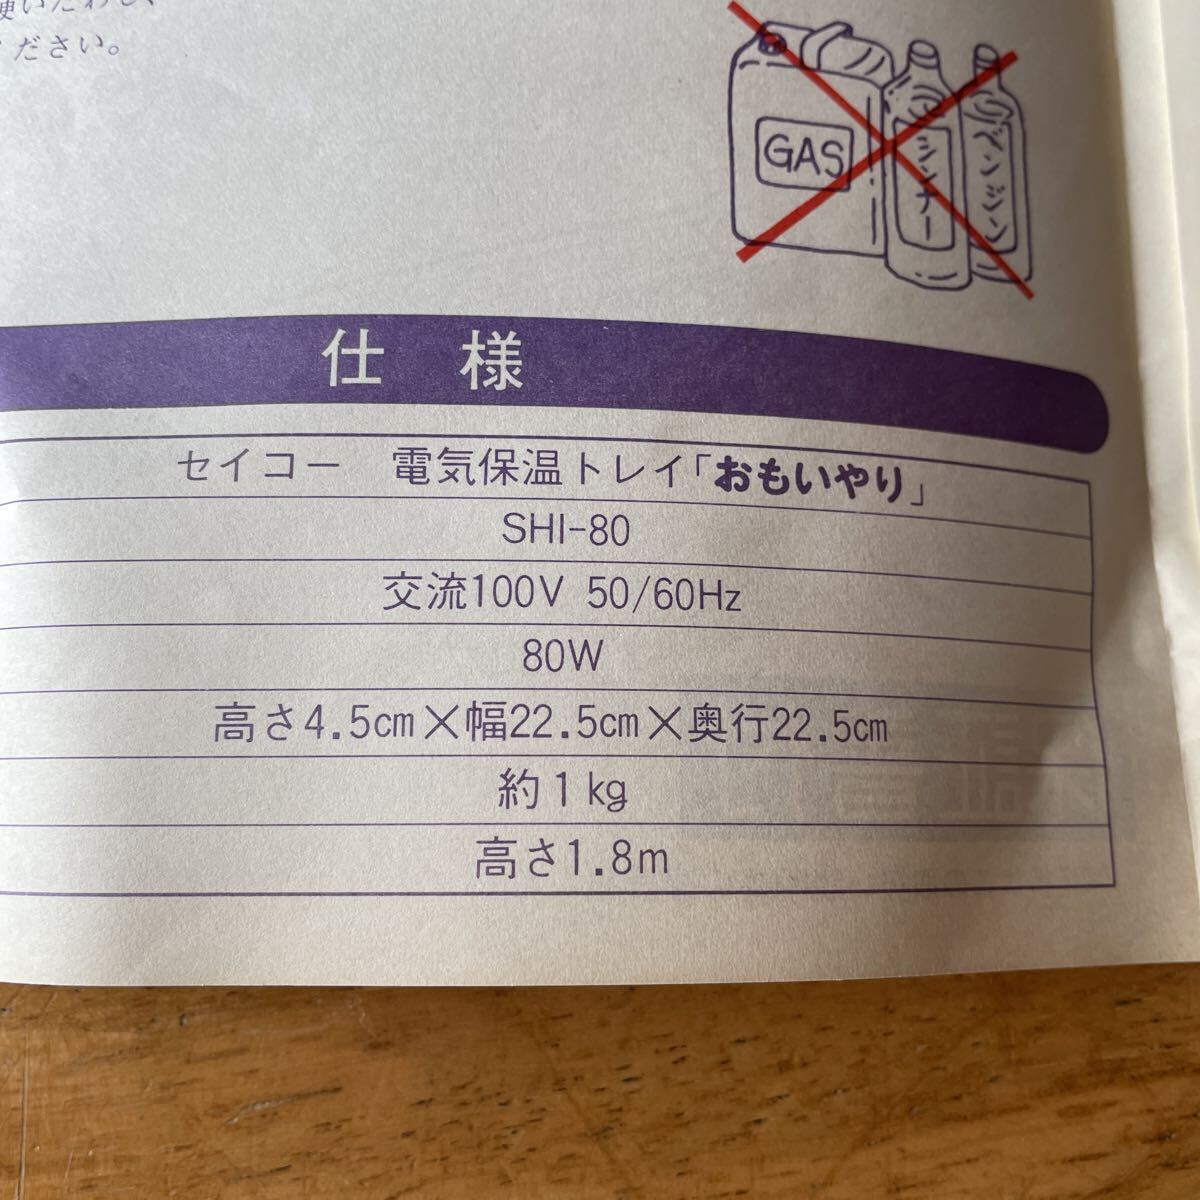 ください。
GAS
シンナー
ベンジン
仕様
セイコー 電気保温トレイ「おもいやり」
SHI-80
交流100V 50/60Hz
80W
高さ4.5cm×幅22.5cm×奥行22.5cm
約1kg
高さ1.8m